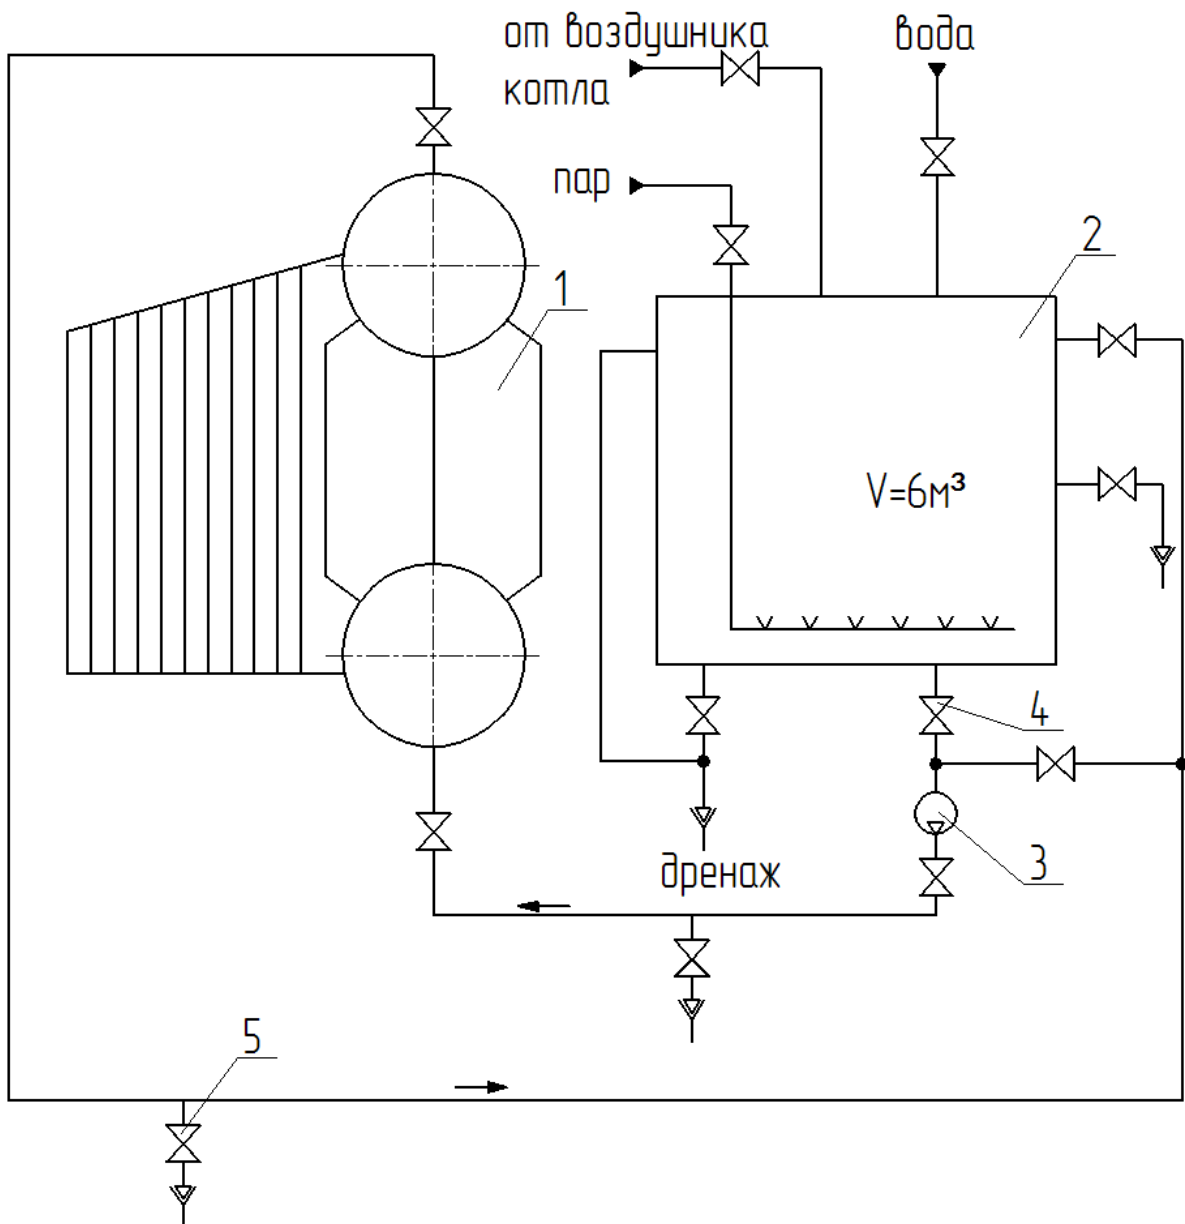 от воздушника
котла
вода
пар
1
2
V=6м³
4
3
дренаж
5